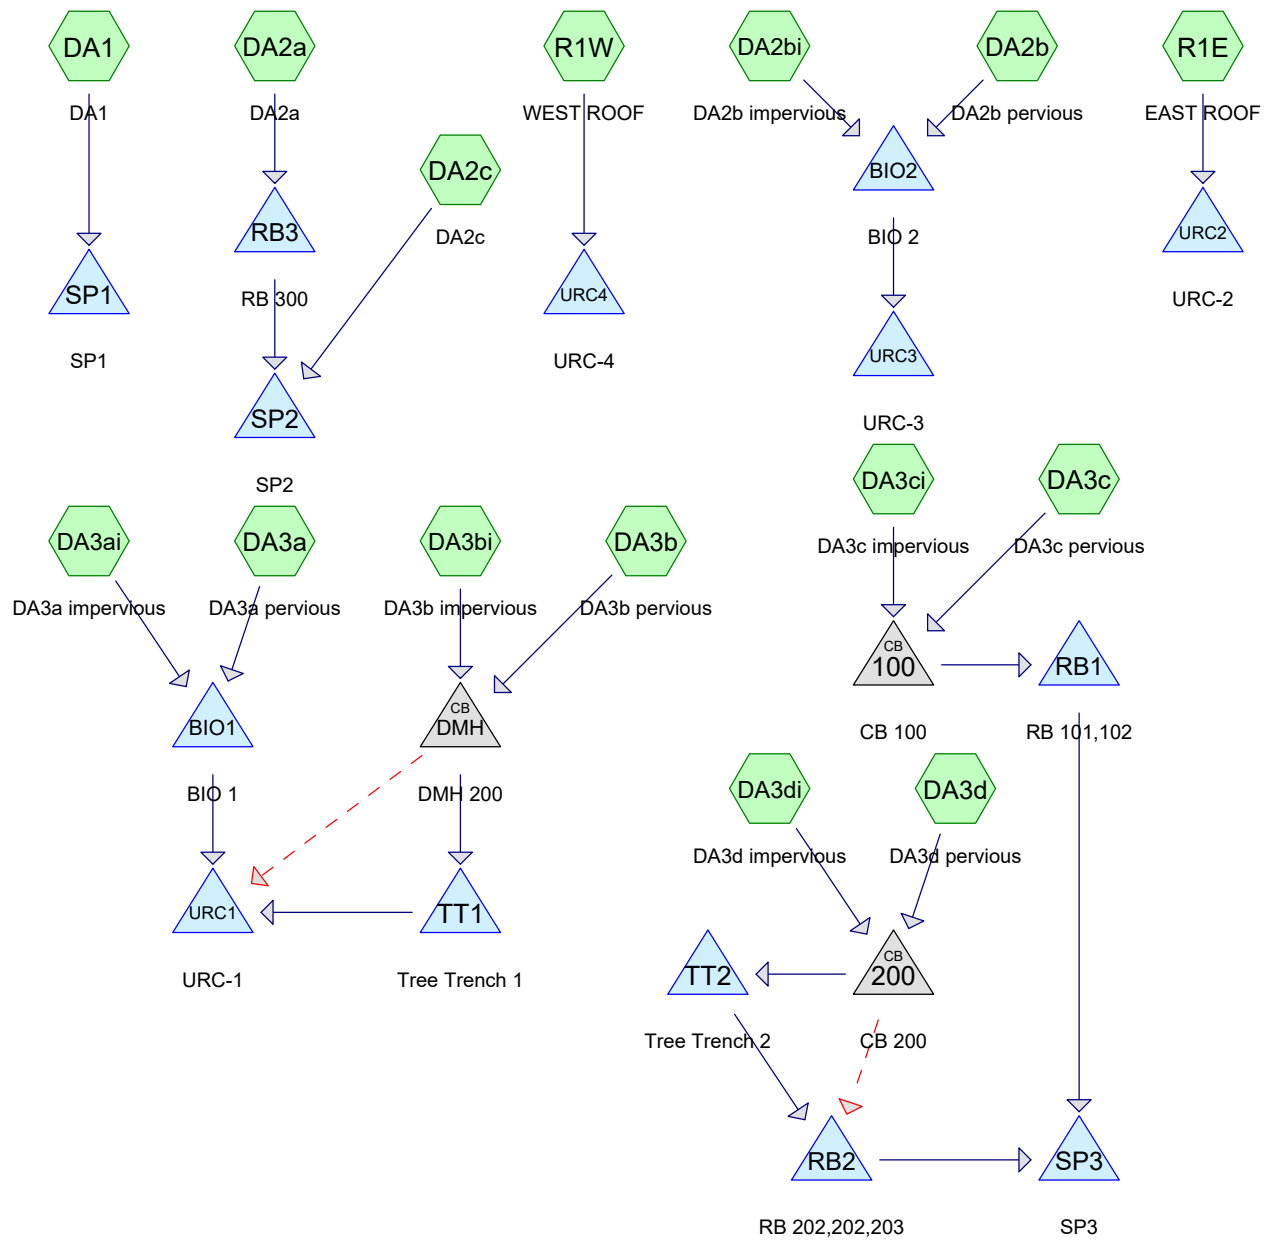 DA1
DA2a
R1W
DA2bi
DA2b
R1E
DA1
DA2a
WEST ROOF
DA2b impervious
DA2b pervious
EAST ROOF
DA2c
BIO2
RB3
DA2c
BIO 2
URC2
SP1
RB 300
URC4
URC-2
SP1
URC-4
URC3
SP2
URC-3
SP2
DA3ci
DA3c
DA3ai
DA3a
DA3bi
DA3b
DA3c impervious
DA3c pervious
DA3a impervious
DA3a pervious
DA3b impervious
DA3b pervious
CB
100
RB1
BIO1
CB
DMH
CB 100
RB 101,102
BIO 1
DMH 200
DA3di
DA3d
DA3d impervious
DA3d pervious
URC1
TT1
URC-1
Tree Trench 1
TT2
CB
200
Tree Trench 2
CB 200
RB2
SP3
RB 202,202,203
SP3